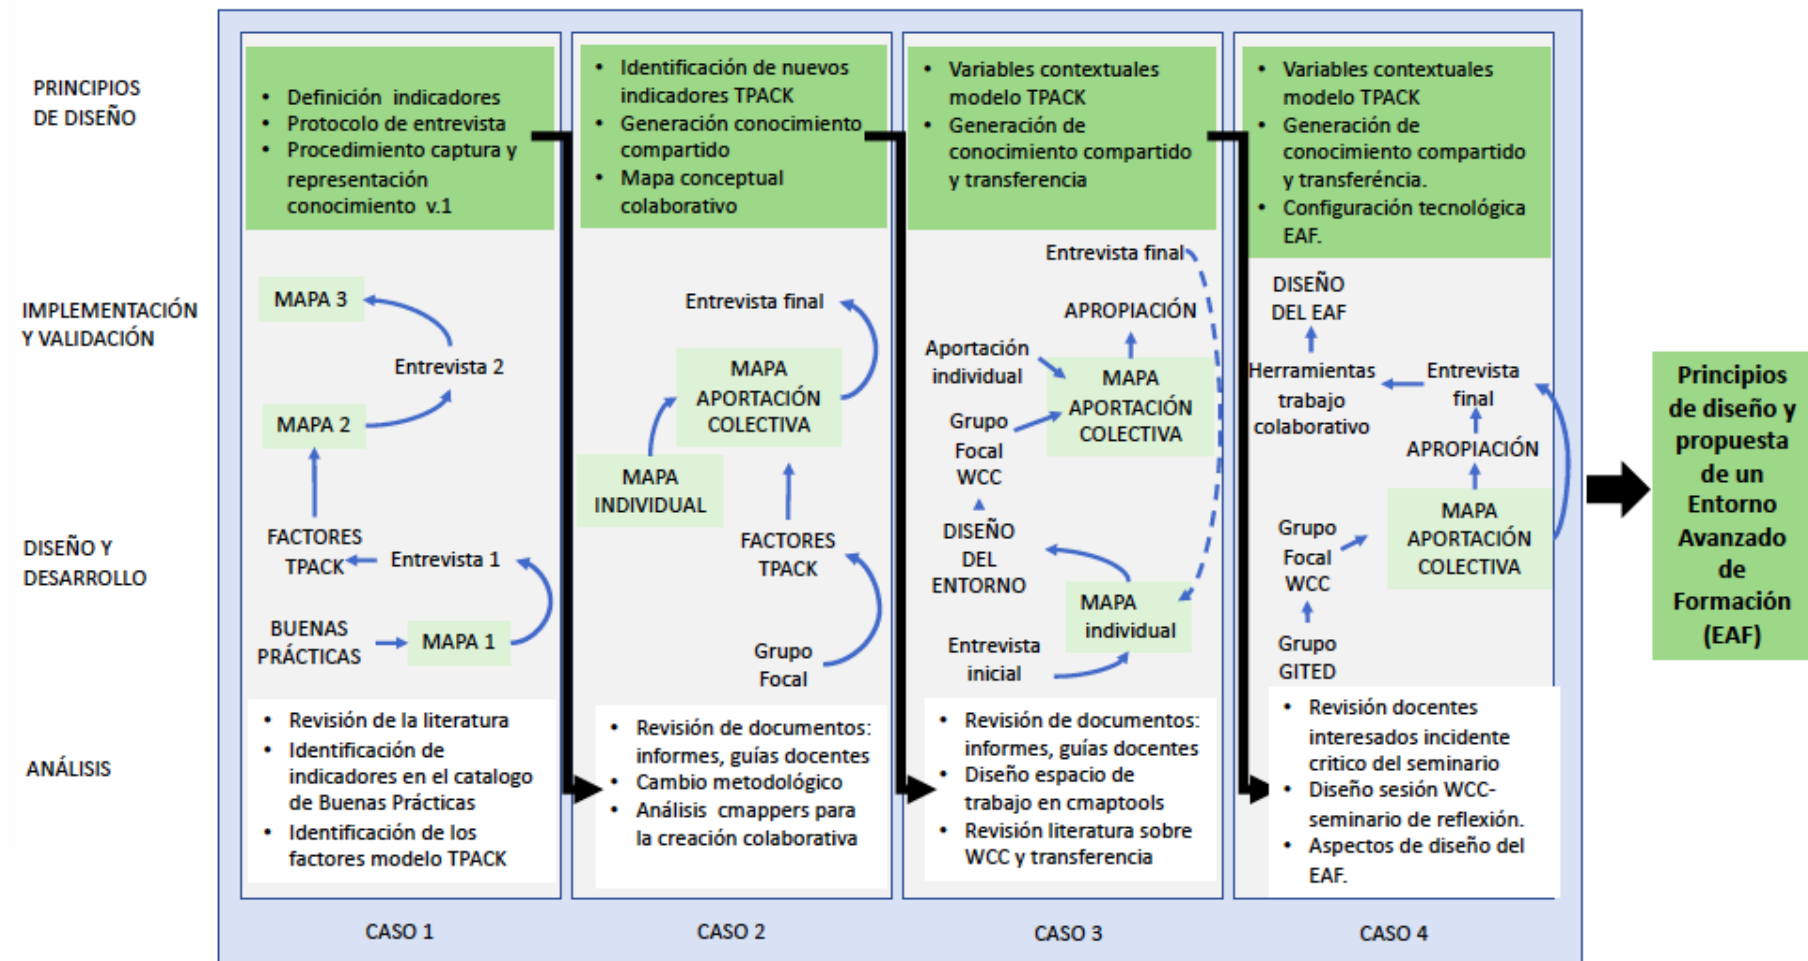 PRINCIPIOS
DE DISEÑO
IMPLEMENTACIÓN
Y VALIDACIÓN
DISEÑO Y
DESARROLLO
ANÁLISIS
• Definición indicadores
• Protocolo de entrevista
• Procedimiento captura y
representación
conocimiento v.1
MAPA 3
Entrevista 2
MAPA 2
FACTORES
TPACK
Entrevista 1
BUENAS
PRÁCTICAS
MAPA 1
• Revisión de la literatura
• Identificación de
indicadores en el catalogo
de Buenas Prácticas
• Identificación de los
factores modelo TPACK
CASO 1
• Identificación de nuevos
indicadores TPACK
• Generación conocimiento
compartido
• Mapa conceptual
colaborativo
Entrevista final
MAPA
APORTACIÓN
COLECTIVA
MAPA
INDIVIDUAL
FACTORES
TPACK
Grupo
Focal
• Revisión de documentos:
informes, guías docentes
• Cambio metodológico
• Análisis cmappers para
la creación colaborativa
CASO 2
• Variables contextuales
modelo TPACK
• Generación de
conocimiento compartido
y transferencia
Entrevista final
APROPIACIÓN
Aportación
individual
MAPA
APORTACIÓN
COLECTIVA
Grupo
Focal
WCC
DISEÑO
DEL
ENTORNO
MAPA
individual
Entrevista
inicial
• Revisión de documentos:
informes, guías docentes
• Diseño espacio de
trabajo en cmaptools
• Revisión literatura sobre
WCC y transferencia
CASO 3
• Variables contextuales
modelo TPACK
• Generación de
conocimiento compartido
y transferéncia.
• Configuración tecnológica
EAF.
DISEÑO
DEL EAF
Herramientas
trabajo
colaborativo
Entrevista
final
APROPIACIÓN
MAPA
APORTACIÓN
COLECTIVA
Grupo
Focal
WCC
Grupo
GITED
• Revisión docentes
interesados incidente
critico del seminario
• Diseño sesión WCC-
seminario de reflexión.
• Aspectos de diseño del
EAF.
CASO 4
Principios
de diseño y
propuesta
de un
Entorno
Avanzado
de
Formación
(EAF)